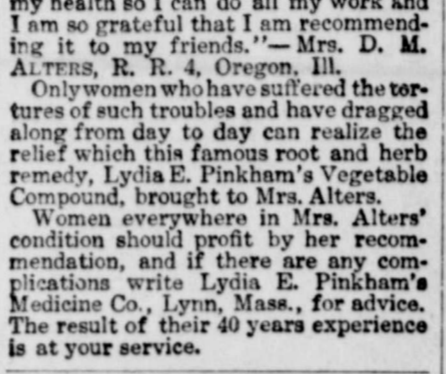 my health so I can do all my work and
I am so grateful that I am recommend-
ing it to my friends."—Mrs. D. M.
ALTERS, R. R. 4, Oregon, Ill.
Only women who have suffered the tor-
tures of such troubles and have dragged
along from day to day can realize the
relief which this famous root and herb
remedy, Lydia E. Pinkham's Vegetable
Compound, brought to Mrs. Alters.
Women everywhere in Mrs. Alters'
condition should profit by her recom-
mendation, and if there are any com-
plications write Lydia E. Pinkham's
Medicine Co., Lynn, Mass., for advice.
The result of their 40 years experience
is at your service.